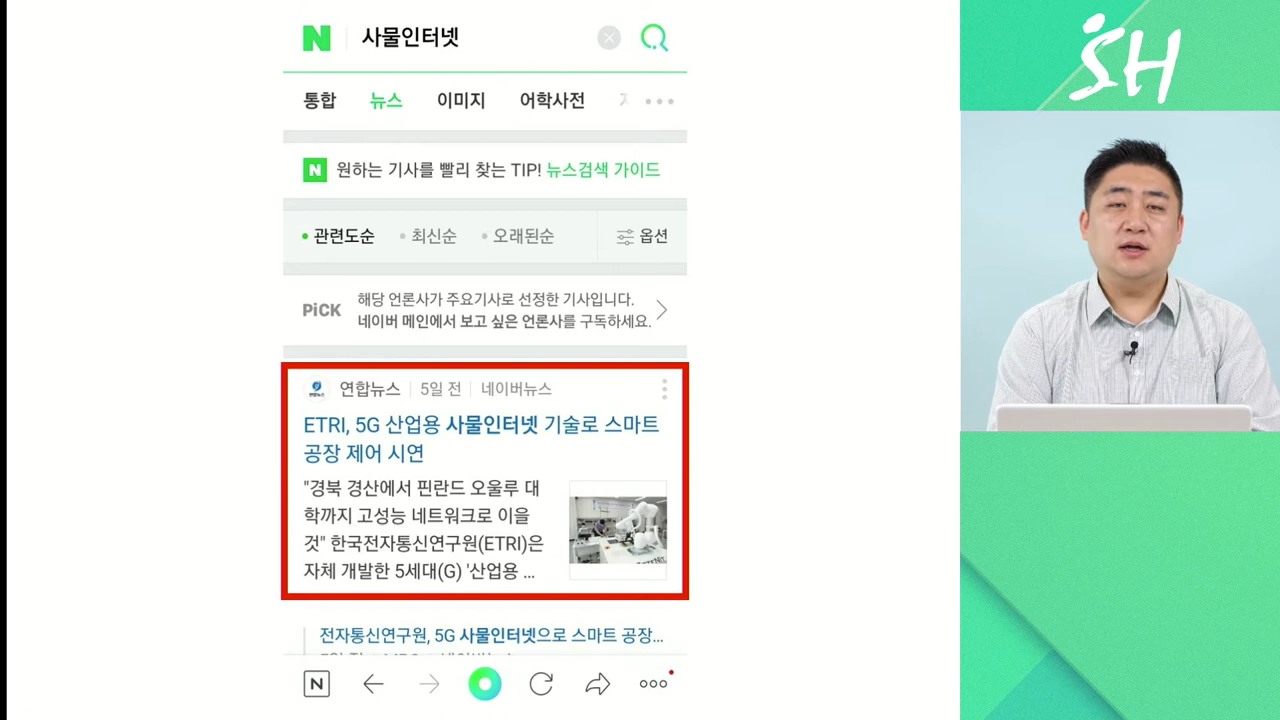 N 사물인터넷
통합 뉴스 이미지 어학사전
N 원하는 기사를 빨리 찾는 TIP! 뉴스검색 가이드
관련도순 최신순 오래된순 옵션
PiCK 해당 언론사가 주요기사로 선정한 기사입니다.
네이버 메인에서 보고 싶은 언론사를 구독하세요.
연합뉴스 5일 전 네이버뉴스
ETRI, 5G 산업용 사물인터넷 기술로 스마트
공장 제어 시연
"경북 경산에서 핀란드 오울루 대
학까지 고성능 네트워크로 이을
것" 한국전자통신연구원(ETRI)은
자체 개발한 5세대(G) '산업용 ...
전자통신연구원, 5G 사물인터넷으로 스마트 공장...
N
SH